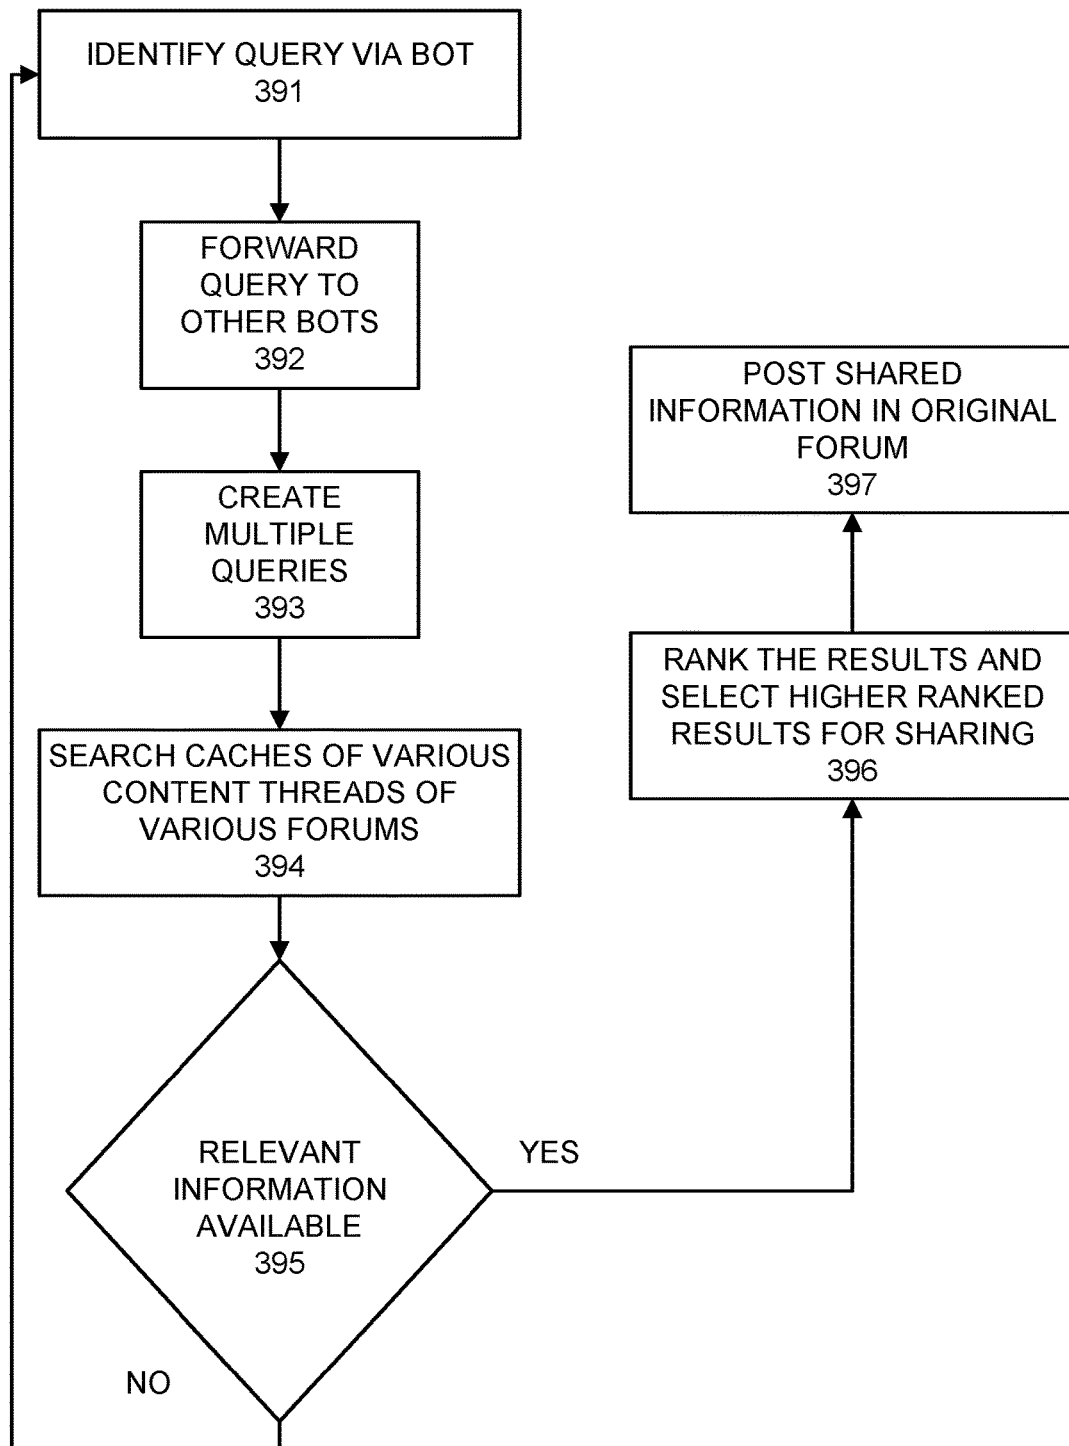 IDENTIFY QUERY VIA BOT
391
FORWARD
QUERY TO
OTHER BOTS
392
CREATE
MULTIPLE
QUERIES
393
SEARCH CACHES OF VARIOUS
CONTENT THREADS OF
VARIOUS FORUMS
394
RELEVANT
INFORMATION
AVAILABLE
395
YES
NO
RANK THE RESULTS AND
SELECT HIGHER RANKED
RESULTS FOR SHARING
396
POST SHARED
INFORMATION IN ORIGINAL
FORUM
397